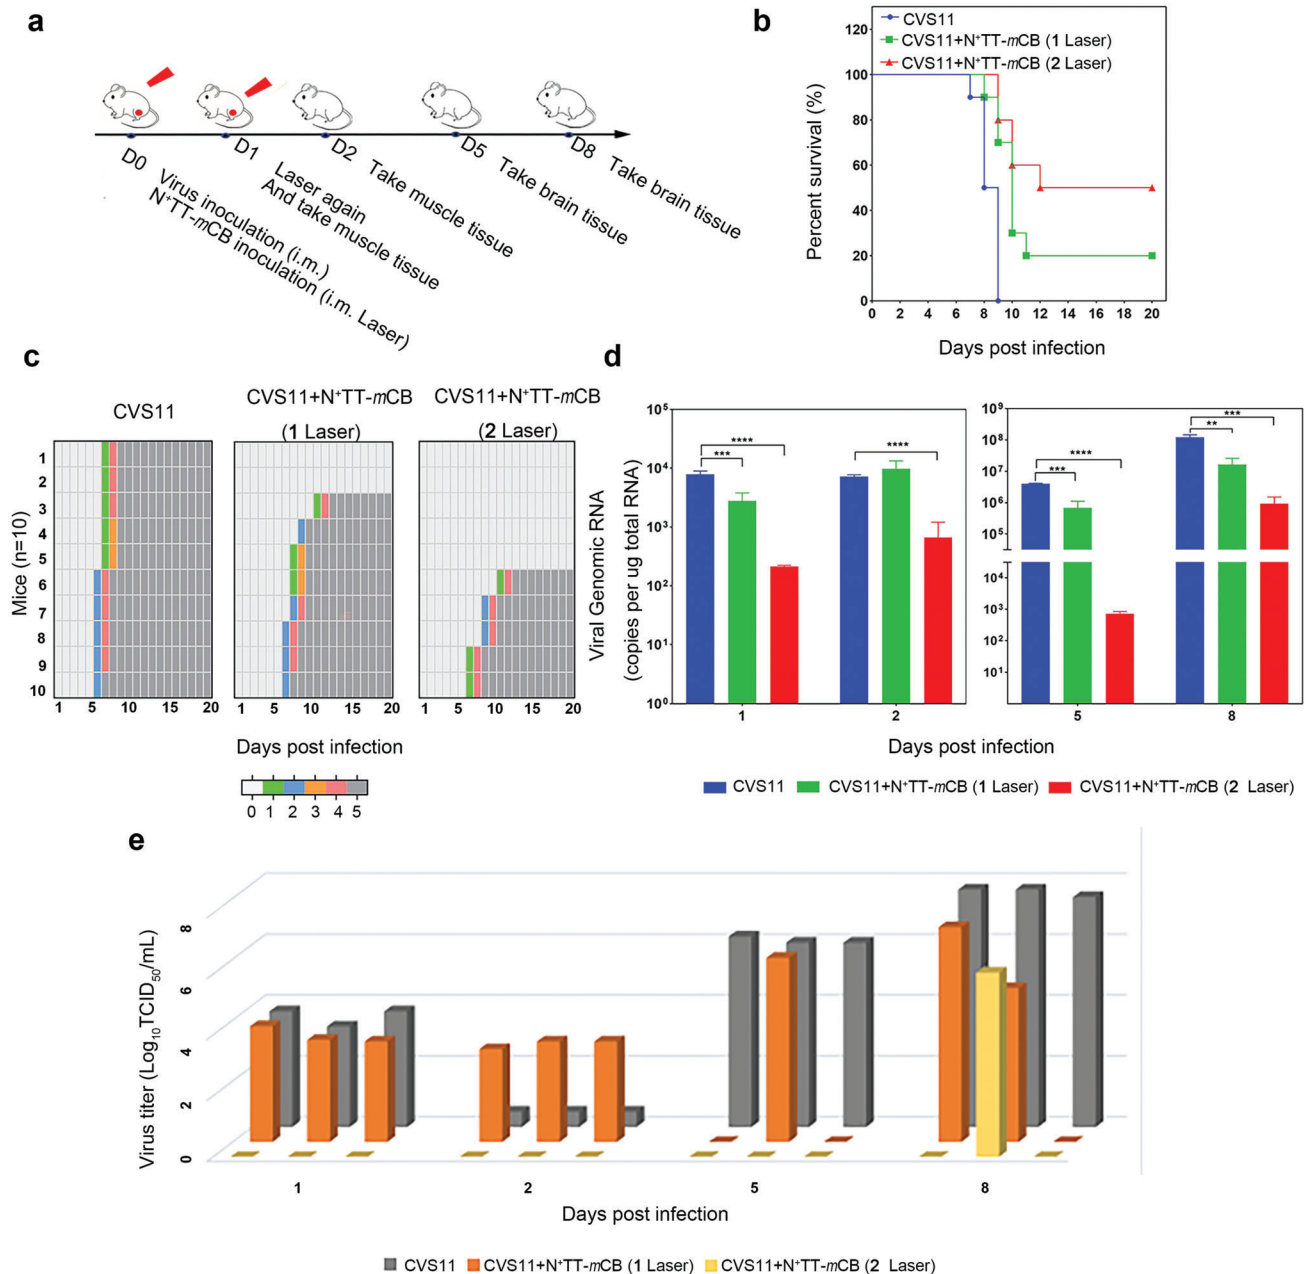 a
D0
Virus inoculation (i.m.)
N⁺TT-mCB inoculation (i.m. Laser)
D1
Laser again
And take muscle tissue
D2
Take muscle tissue
D5
Take brain tissue
D8
Take brain tissue
b
CVS11
CVS11+N⁺TT-mCB (1 Laser)
CVS11+N⁺TT-mCB (2 Laser)
Percent survival (%)
120
100
80
60
40
20
0
0 2 4 6 8 10 12 14 16 18 20
Days post infection
c
CVS11
CVS11+N⁺TT-mCB
(1 Laser)
CVS11+N⁺TT-mCB
(2 Laser)
Mice (n=10)
1
2
3
4
5
6
7
8
9
10
1 5 10 15 20
1 5 10 15 20
1 5 10 15 20
Days post infection
0 1 2 3 4 5
d
Viral Genomic RNA
(copies per ug total RNA)
10⁵
10⁴
10³
10²
10¹
10⁰
**** *** ****
1 2
10⁹
10⁸
10⁷
10⁶
10⁵
10⁴
10³
10²
10¹
**** *** *** **
5 8
Days post infection
CVS11 CVS11+N⁺TT-mCB (1 Laser) CVS11+N⁺TT-mCB (2 Laser)
e
Virus titer (Log₁₀TCID₅₀/mL)
8
6
4
2
0
1 2 5 8
Days post infection
CVS11 CVS11+N⁺TT-mCB (1 Laser) CVS11+N⁺TT-mCB (2 Laser)